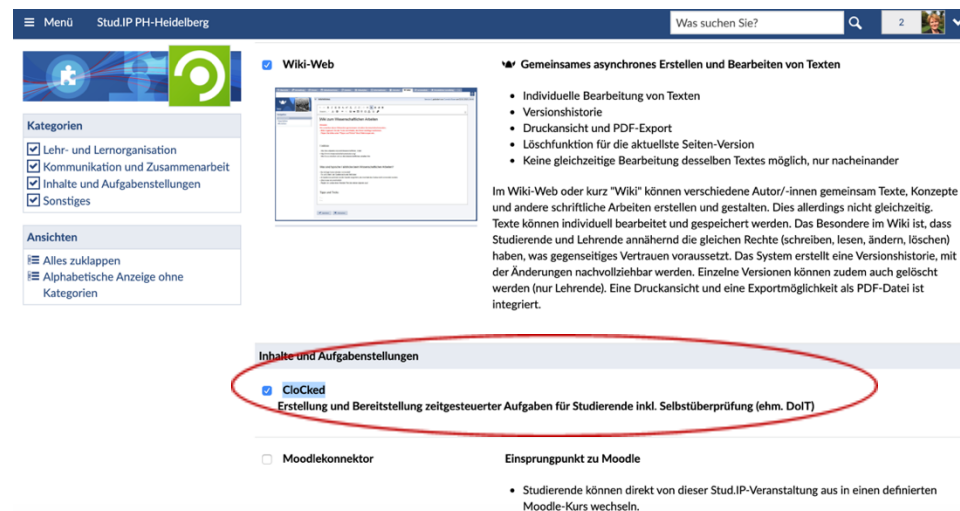 Menü Stud.IP PH-Heidelberg Was suchen Sie? 2
Kategorien
Lehr- und Lernorganisation
Kommunikation und Zusammenarbeit
Inhalte und Aufgabenstellungen
Sonstiges
Ansichten
Alles zuklappen
Alphabetische Anzeige ohne
Kategorien
Wiki-Web
Gemeinsames asynchrones Erstellen und Bearbeiten von Texten
• Individuelle Bearbeitung von Texten
• Versionshistorie
• Druckansicht und PDF-Export
• Löschfunktion für die aktuellste Seiten-Version
• Keine gleichzeitige Bearbeitung desselben Textes möglich, nur nacheinander
Im Wiki-Web oder kurz "Wiki" können verschiedene Autor/-innen gemeinsam Texte, Konzepte
und andere schriftliche Arbeiten erstellen und gestalten. Dies allerdings nicht gleichzeitig.
Texte können individuell bearbeitet und gespeichert werden. Das Besondere im Wiki ist, dass
Studierende und Lehrende annähernd die gleichen Rechte (schreiben, lesen, ändern, löschen)
haben, was gegenseitiges Vertrauen voraussetzt. Das System erstellt eine Versionshistorie, mit
der Änderungen nachvollziehbar werden. Einzelne Versionen können zudem auch gelöscht
werden (nur Lehrende). Eine Druckansicht und eine Exportmöglichkeit als PDF-Datei ist
integriert.
Inhalte und Aufgabenstellungen
CloCked
Erstellung und Bereitstellung zeitgesteuerter Aufgaben für Studierende inkl. Selbstüberprüfung (ehm. DoIT)
Moodlekonnektor
Einsprungpunkt zu Moodle
• Studierende können direkt von dieser Stud.IP-Veranstaltung aus in einen definierten
Moodle-Kurs wechseln.